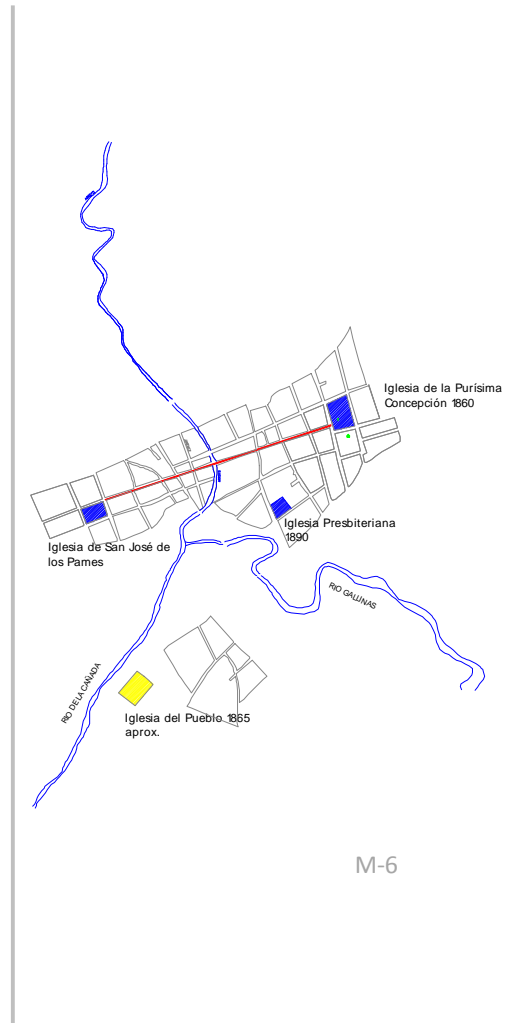 Iglesia de la Purísima
Concepción 1860
Iglesia Presbiteriana
1890
Iglesia de San José de
los Pames
RIO GALLINAS
RIO DE LA CAÑADA
Iglesia del Pueblo 1865
aprox.
M-6